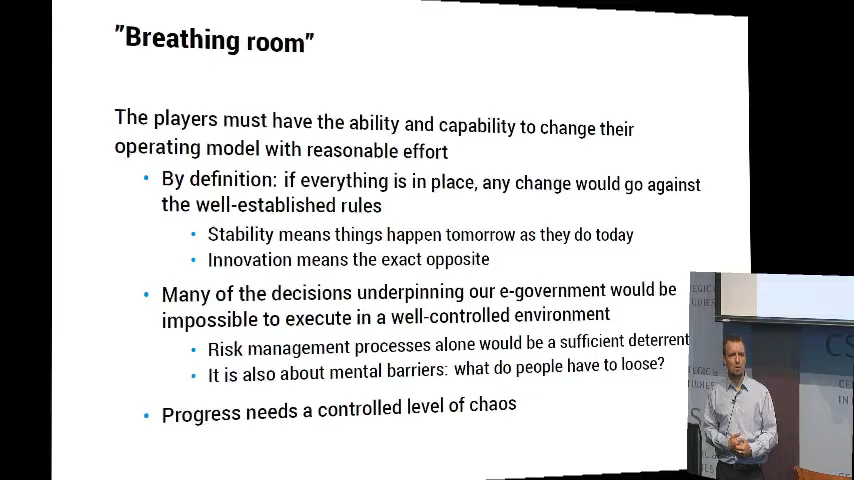 "Breathing room"
The players must have the ability and capability to change their
operating model with reasonable effort
• By definition: if everything is in place, any change would go against
the well-established rules
• Stability means things happen tomorrow as they do today
• Innovation means the exact opposite
• Many of the decisions underpinning our e-government would be
impossible to execute in a well-controlled environment
• Risk management processes alone would be a sufficient deterrent
• It is also about mental barriers: what do people have to loose?
• Progress needs a controlled level of chaos
CS